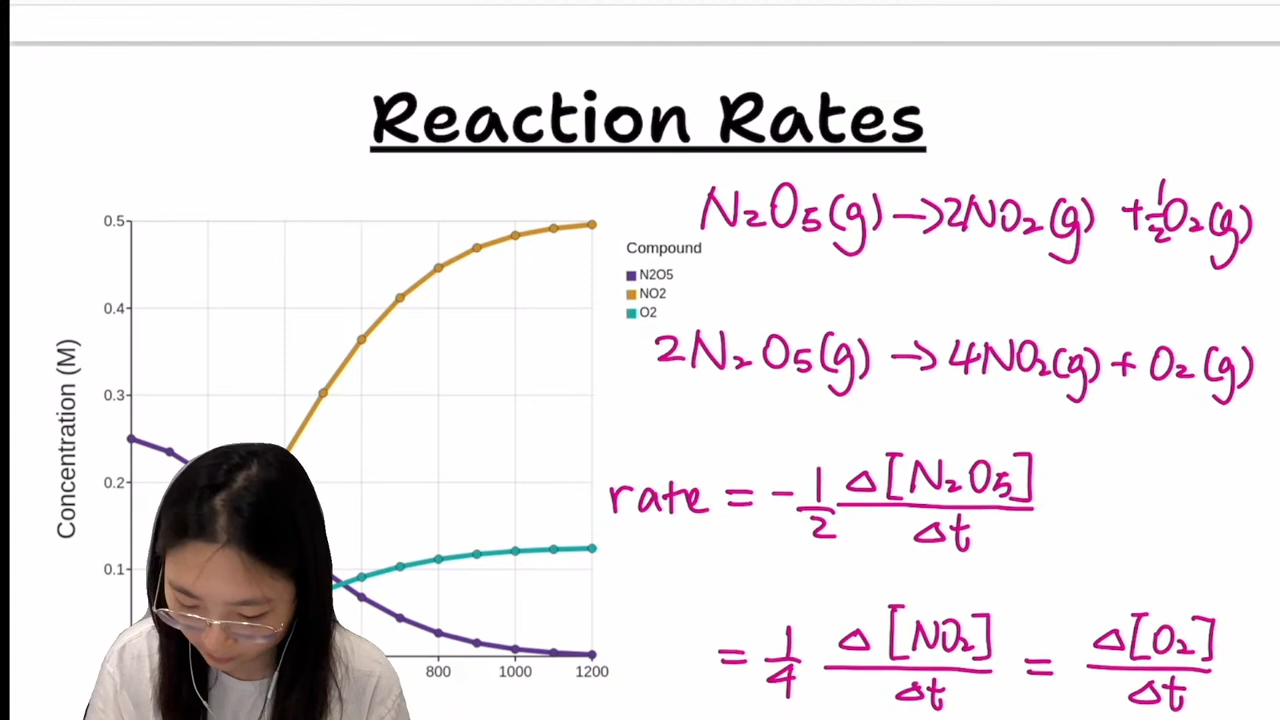 Reaction Rates
N₂O₅(g) → 2NO₂(g) + ½O₂(g)
0.5
Compound
N2O5
NO2
O2
0.4
2N₂O₅(g) → 4NO₂(g) + O₂(g)
0.3
Concentration (M)
0.2
rate = - 1/2 Δ[N₂O₅]/Δt
0.1
= 1/4 Δ[NO₂]/Δt = Δ[O₂]/Δt
800 1000 1200